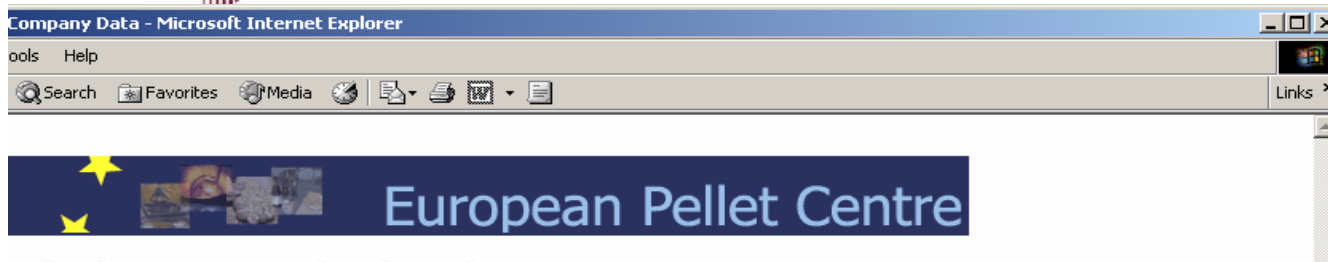 Company Data - Microsoft Internet Explorer
ools Help
Search Favorites Media W Links
European Pellet Centre